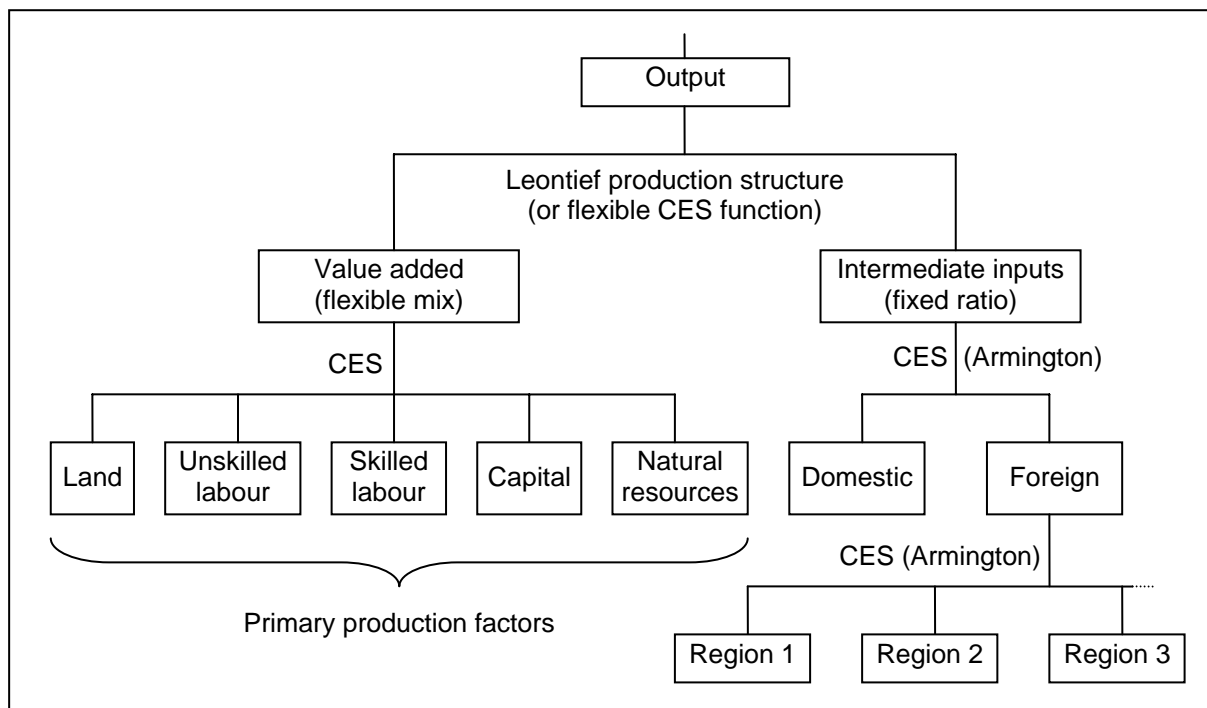 Output
Leontief production structure
(or flexible CES function)
Value added
(flexible mix)
Intermediate inputs
(fixed ratio)
CES
CES (Armington)
Land
Unskilled
labour
Skilled
labour
Capital
Natural
resources
Domestic
Foreign
CES (Armington)
Primary production factors
Region 1
Region 2
Region 3